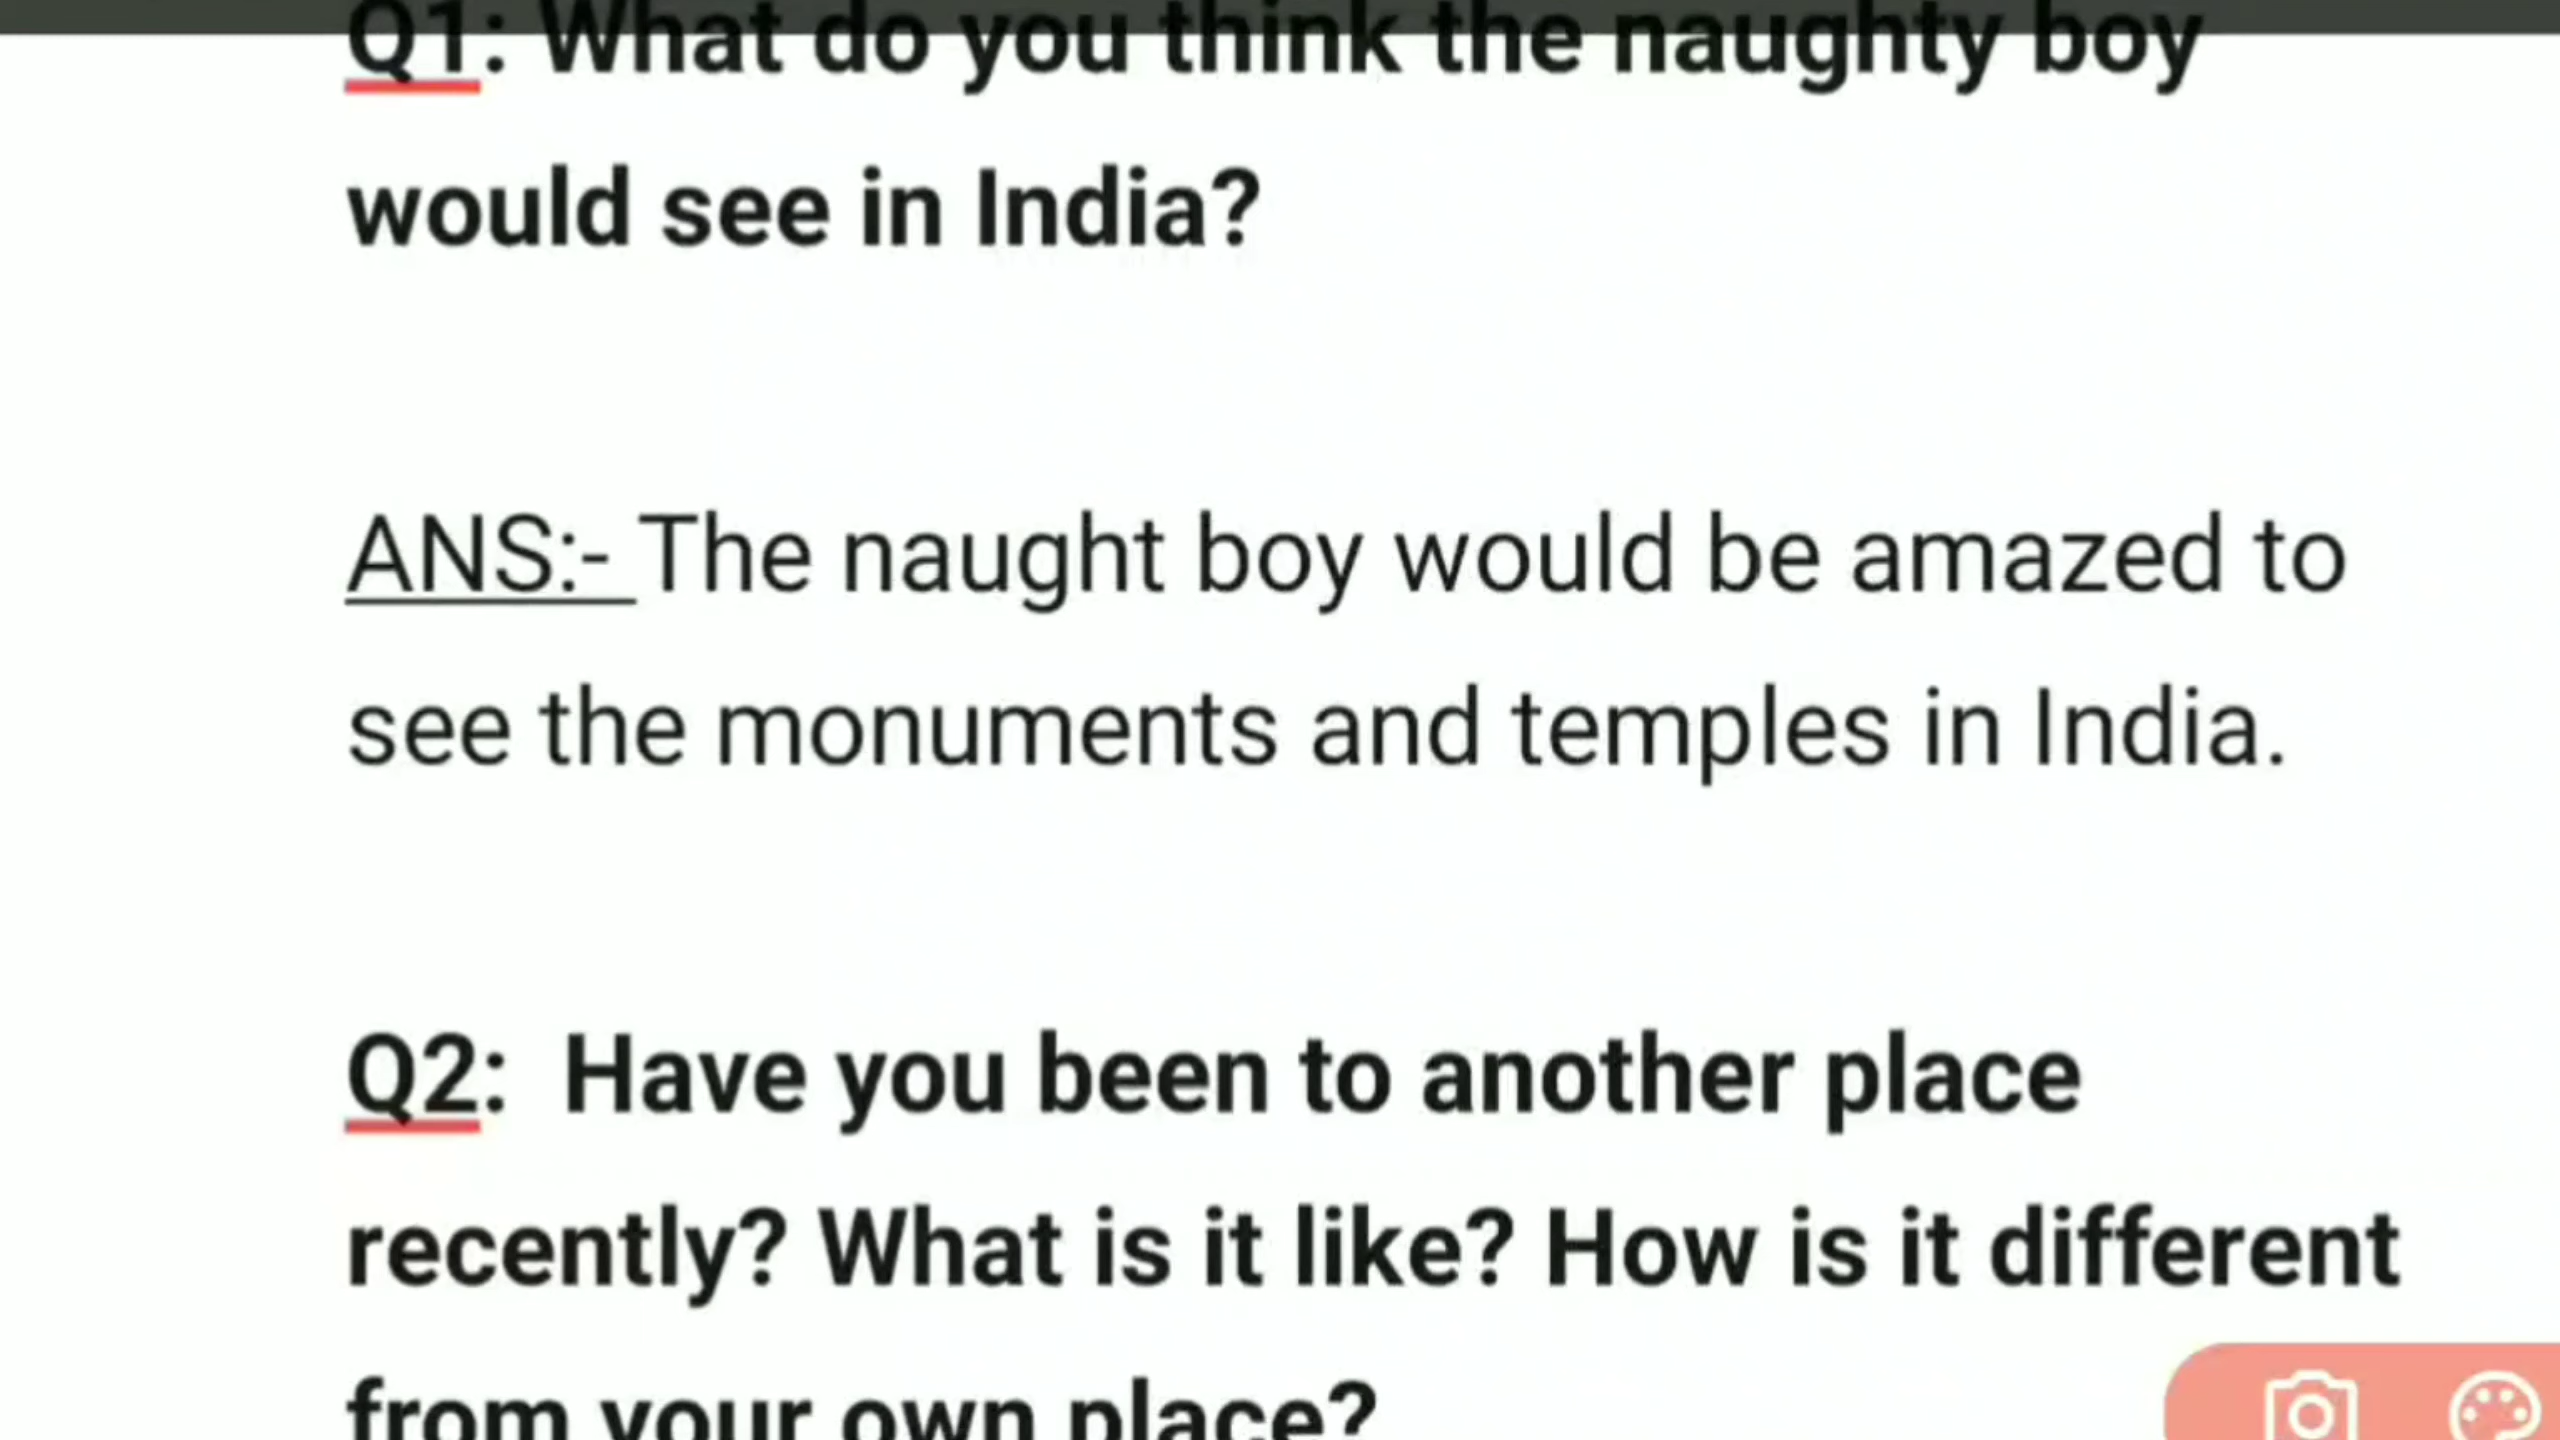 Q1: What do you think the naughty boy
would see in India?
ANS:- The naught boy would be amazed to
see the monuments and temples in India.
Q2:  Have you been to another place
recently? What is it like? How is it different
from your own place?